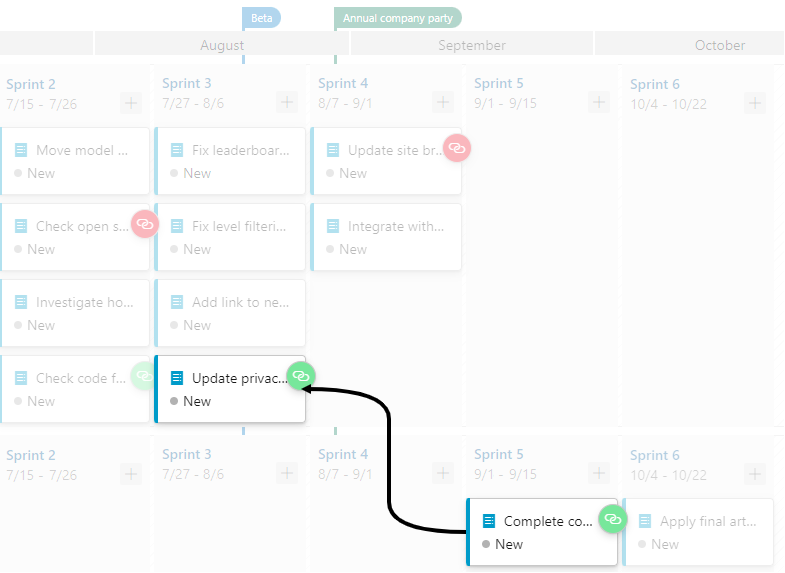 Beta
Annual company party
August
September
October
Sprint 2
7/15 - 7/26
Sprint 3
7/27 - 8/6
Sprint 4
8/7 - 9/1
Sprint 5
9/1 - 9/15
Sprint 6
10/4 - 10/22
Move model ...
New
Fix leaderboar...
New
Update site br...
New
Check open s...
New
Fix level filteri...
New
Integrate with...
New
Investigate ho...
New
Add link to ne...
New
Check code f...
New
Update privac...
New
Sprint 2
7/15 - 7/26
Sprint 3
7/27 - 8/6
Sprint 4
8/7 - 9/1
Sprint 5
9/1 - 9/15
Sprint 6
10/4 - 10/22
Complete co...
New
Apply final art...
New